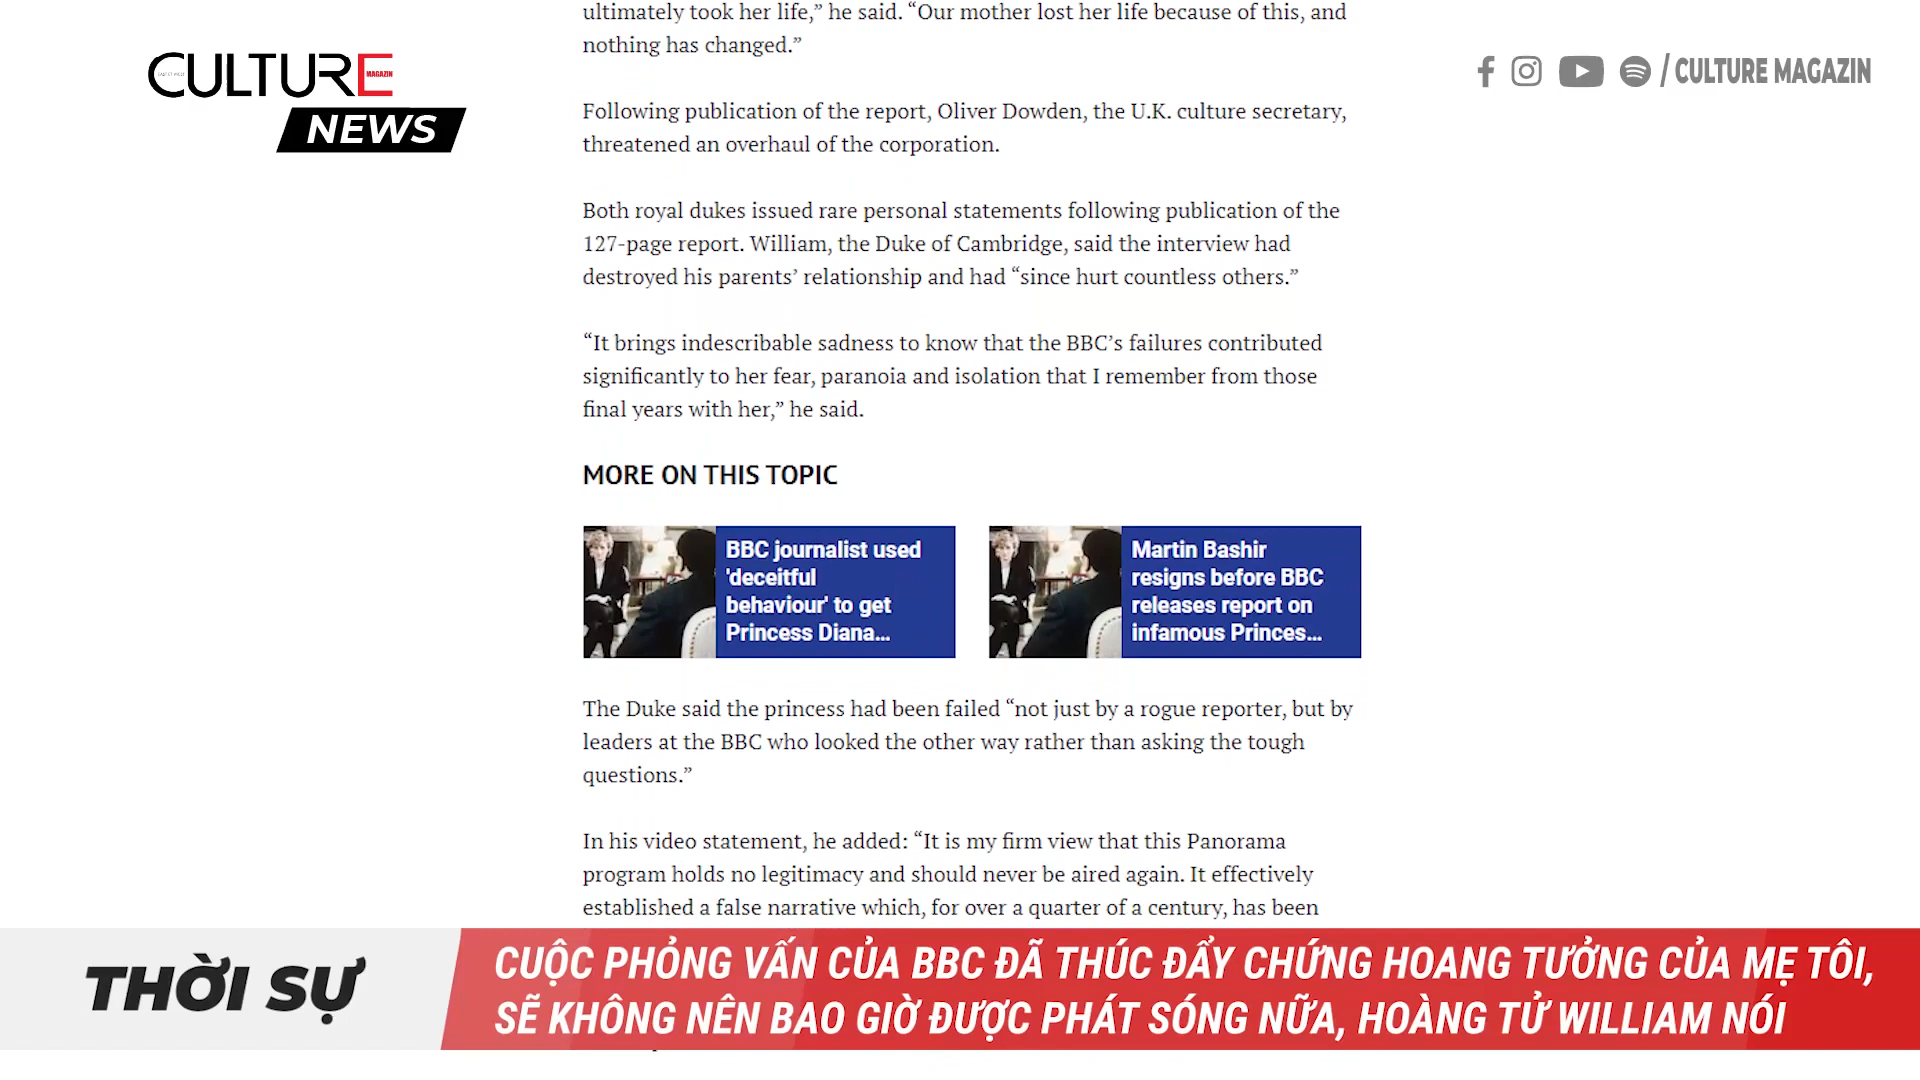 ultimately took her life,” he said. “Our mother lost her life because of this, and
nothing has changed.”
CULTURE
MAGAZIN
NEWS
/ CULTURE MAGAZIN
Following publication of the report, Oliver Dowden, the U.K. culture secretary,
threatened an overhaul of the corporation.
Both royal dukes issued rare personal statements following publication of the
127-page report. William, the Duke of Cambridge, said the interview had
destroyed his parents’ relationship and had “since hurt countless others.”
“It brings indescribable sadness to know that the BBC’s failures contributed
significantly to her fear, paranoia and isolation that I remember from those
final years with her,” he said.
MORE ON THIS TOPIC
BBC journalist used
'deceitful
behaviour' to get
Princess Diana...
Martin Bashir
resigns before BBC
releases report on
infamous Princes...
The Duke said the princess had been failed “not just by a rogue reporter, but by
leaders at the BBC who looked the other way rather than asking the tough
questions.”
In his video statement, he added: “It is my firm view that this Panorama
program holds no legitimacy and should never be aired again. It effectively
established a false narrative which, for over a quarter of a century, has been
THỜI SỰ
CUỘC PHỎNG VẤN CỦA BBC ĐÃ THÚC ĐẨY CHỨNG HOANG TƯỞNG CỦA MẸ TÔI,
SẼ KHÔNG NÊN BAO GIỜ ĐƯỢC PHÁT SÓNG NỮA, HOÀNG TỬ WILLIAM NÓI